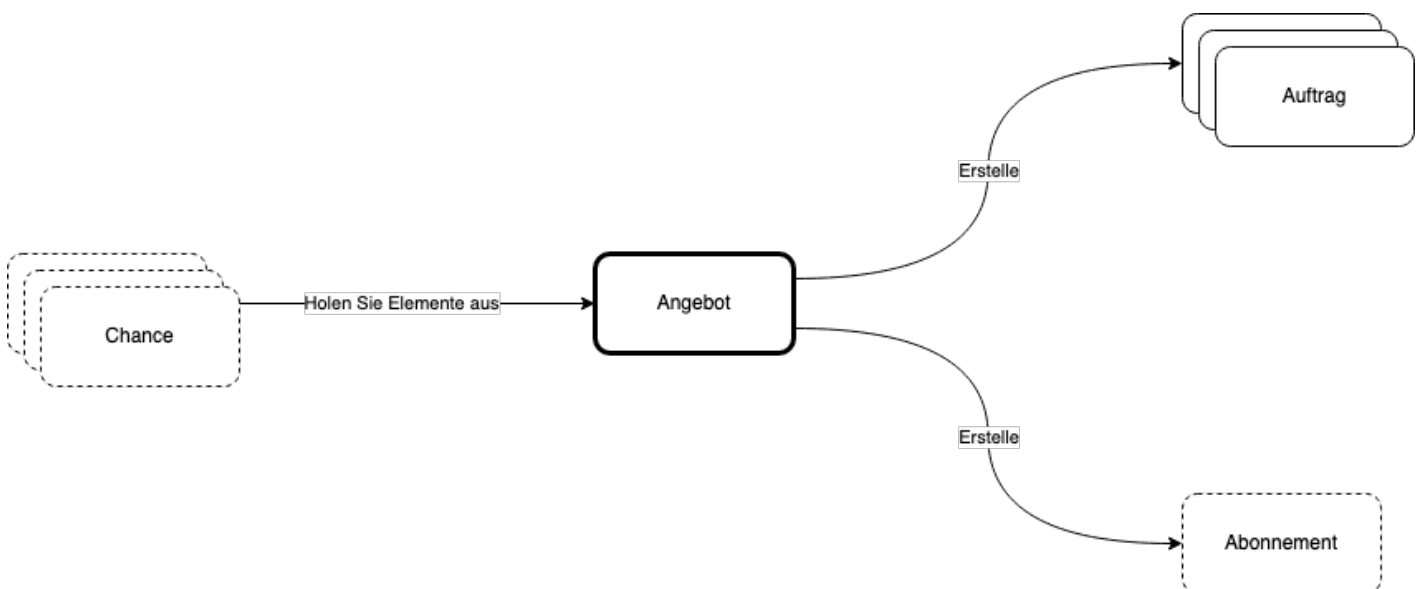 Auftrag
Erstelle
Chance
Holen Sie Elemente aus
Angebot
Erstelle
Abonnement